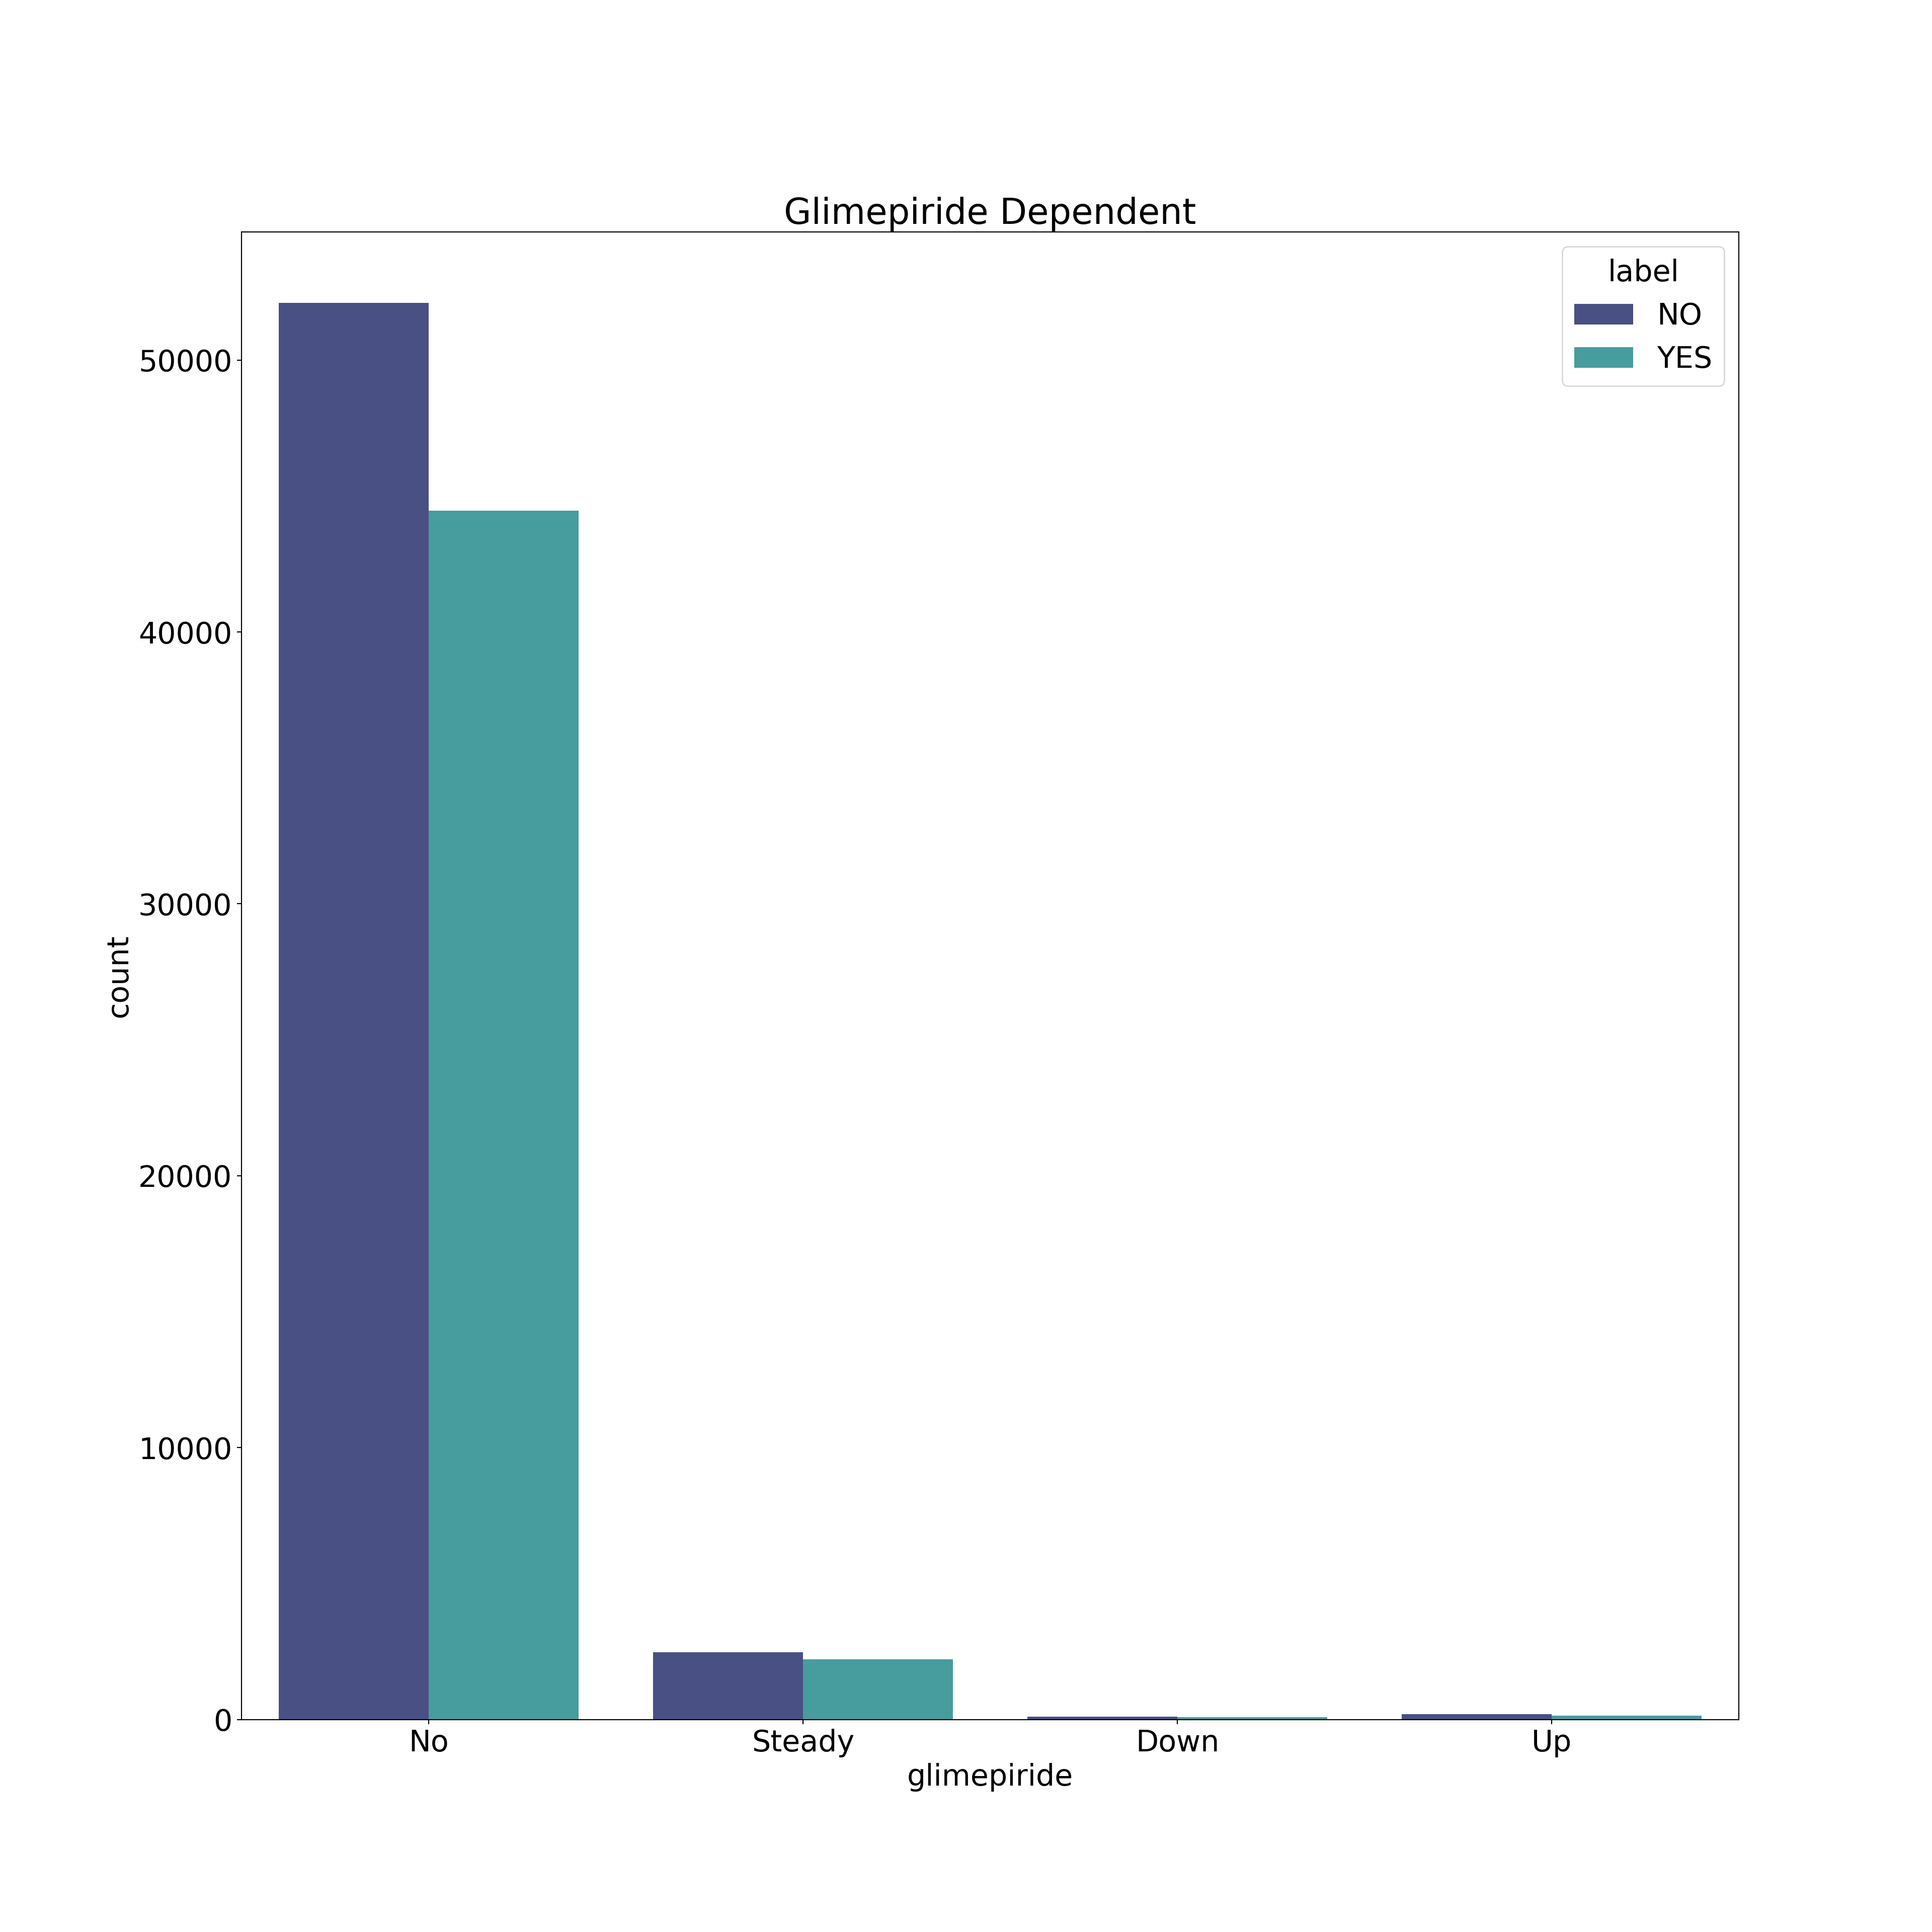 Glimepiride Dependent
label
NO
YES
50000
40000
30000
20000
10000
0
count
No Steady Down Up
glimepiride